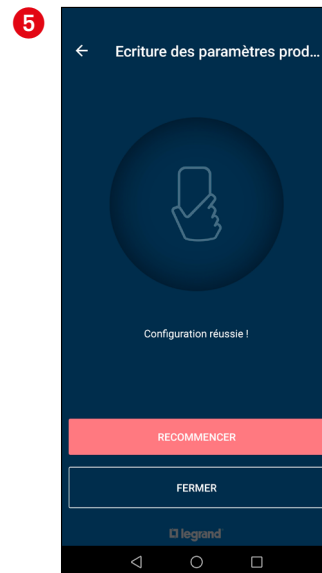 5
Ecriture des paramètres prod...
Configuration réussie !
RECOMMENCER
FERMER
legrand